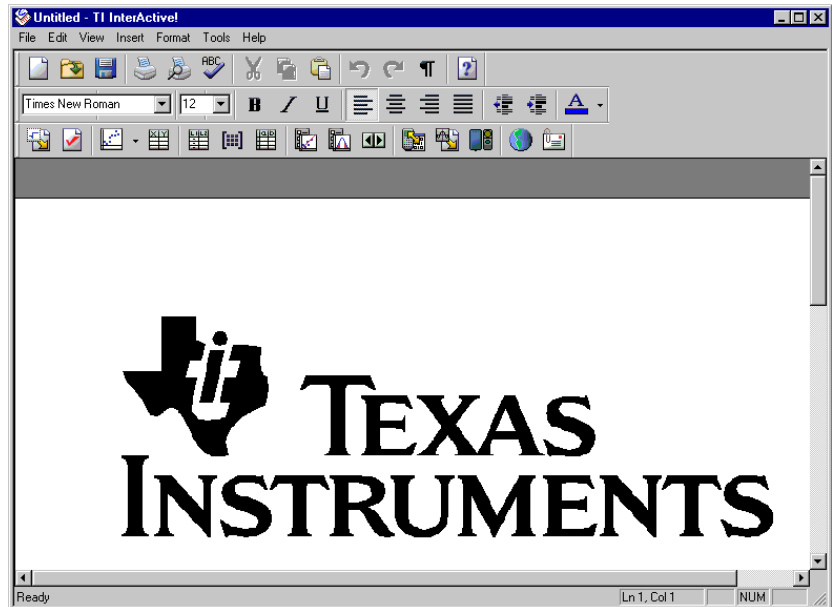 Untitled - TI InterActive!
File Edit View Insert Format Tools Help
ABC
Times New Roman 12 B I U A
Ready Ln 1, Col 1 NUM
TEXAS
INSTRUMENTS